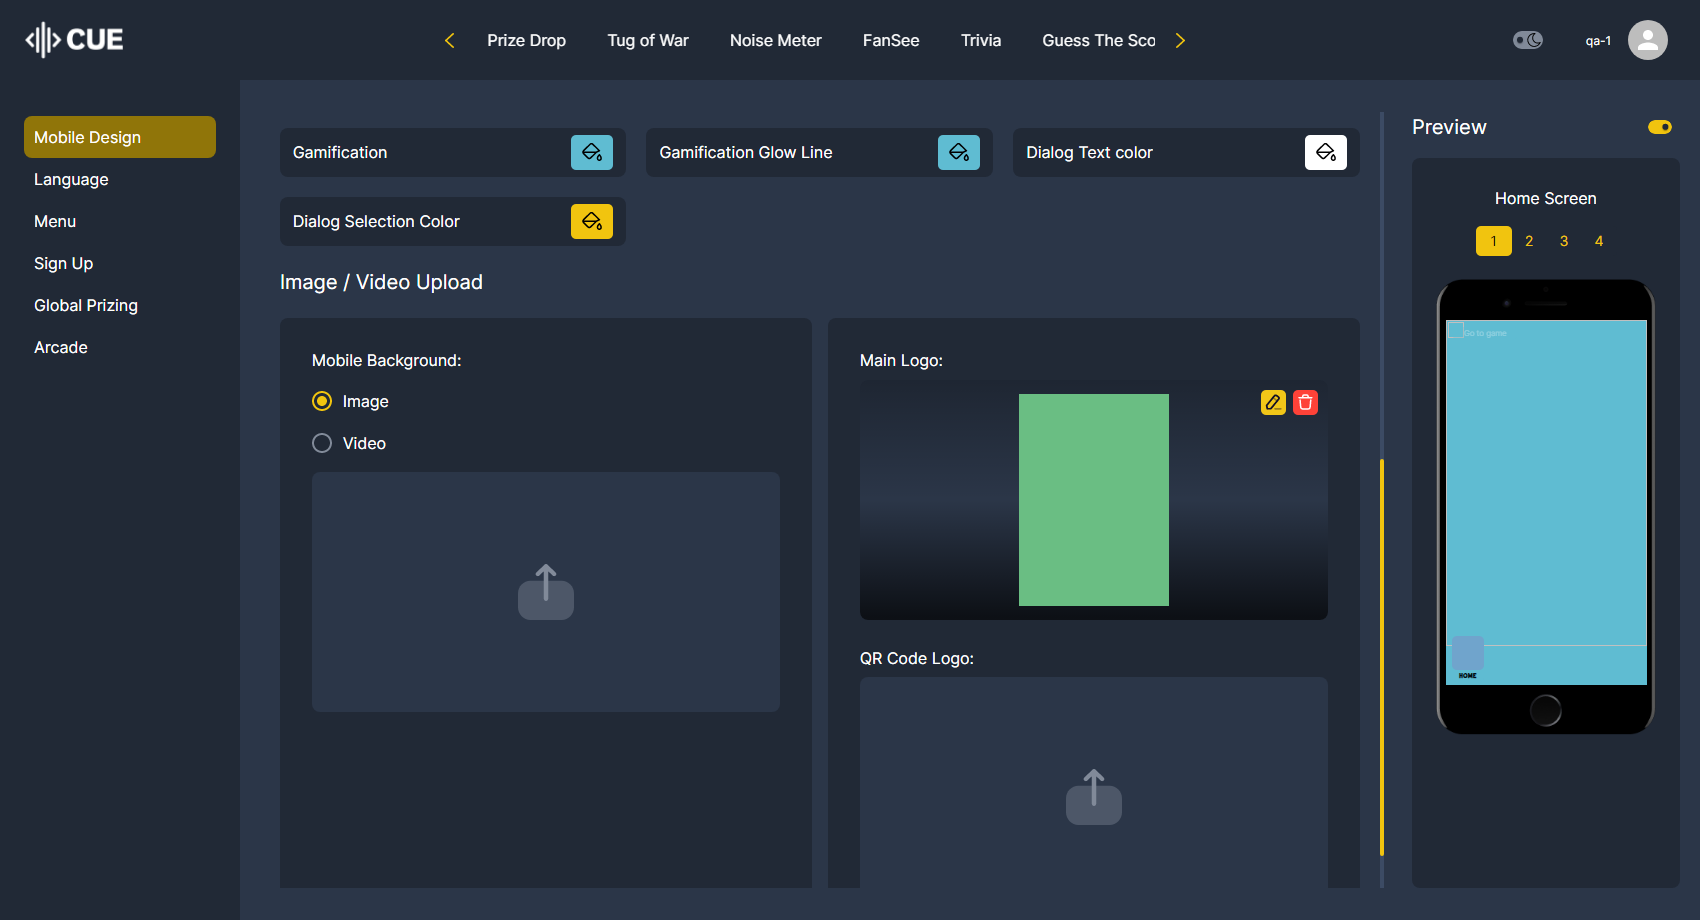 CUE
Prize Drop
Tug of War
Noise Meter
FanSee
Trivia
Guess The Sco
qa-1
Mobile Design
Language
Menu
Sign Up
Global Prizing
Arcade
Gamification
Gamification Glow Line
Dialog Text color
Dialog Selection Color
Image / Video Upload
Mobile Background:
Image
Video
Main Logo:
QR Code Logo:
Preview
Home Screen
1 2 3 4
Go to game
HOME